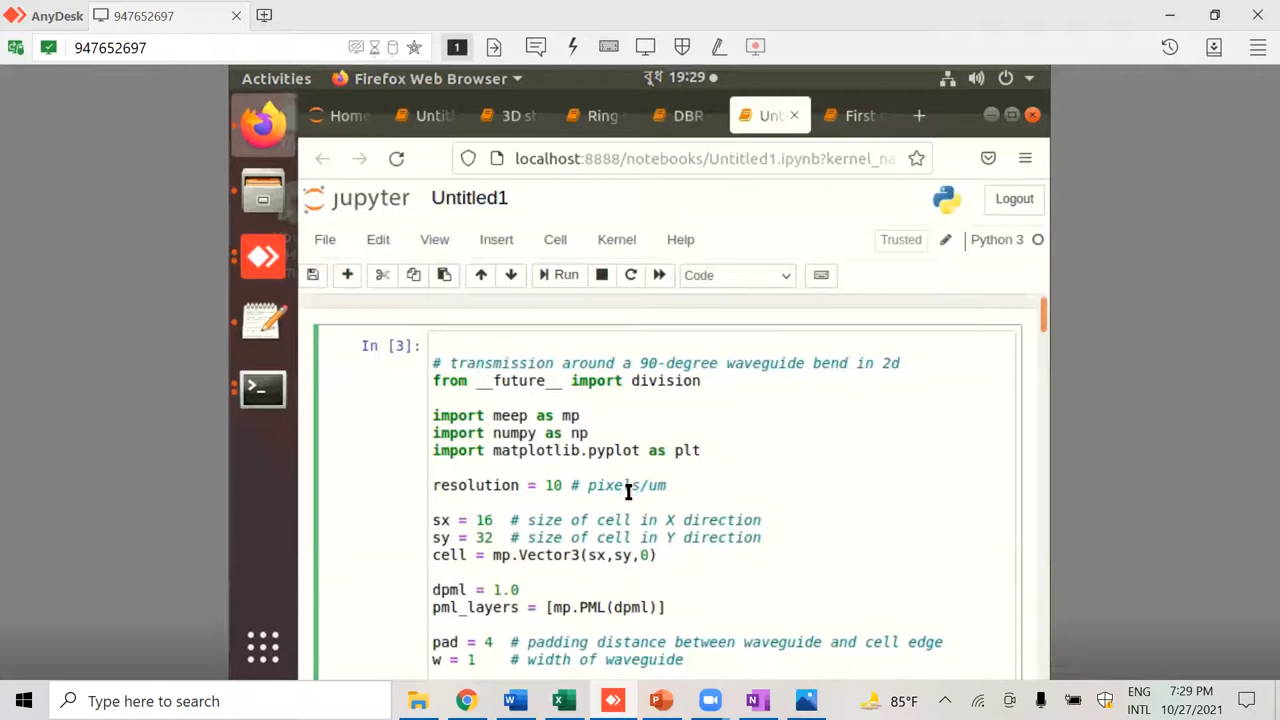 AnyDesk
947652697
947652697
1
Activities
Firefox Web Browser
বুধ 19:29
Home
Untitl
3D st
Ring
DBR
Unt
First
localhost:8888/notebooks/Untitled1.ipynb?kernel_na
jupyter
Untitled1
Logout
File Edit View Insert Cell Kernel Help
Trusted
Python 3
Run
Code
In [3]:
# transmission around a 90-degree waveguide bend in 2d
from __future__ import division
import meep as mp
import numpy as np
import matplotlib.pyplot as plt
resolution = 10 # pixels/um
sx = 16 # size of cell in X direction
sy = 32 # size of cell in Y direction
cell = mp.Vector3(sx,sy,0)
dpml = 1.0
pml_layers = [mp.PML(dpml)]
pad = 4 # padding distance between waveguide and cell edge
w = 1 # width of waveguide
Type here to search
85°F
ENG
INTL
7:29 PM
10/27/2021